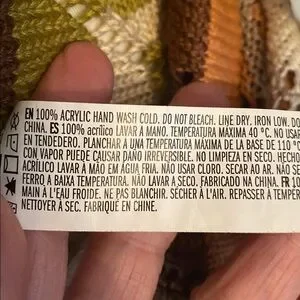 EN 100% ACRYLIC HAND WASH COLD. DO NOT BLEACH. LINE DRY. IRON LOW. DO
CHINA. ES 100% acrílico LAVAR A MANO. TEMPERATURA MÁXIMA 40 °C. NO US
EN TENDEDERO. PLANCHAR A UNA TEMPERATURA MÁXIMA DE LA BASE DE 110 °C
CON VAPOR PUEDE CAUSAR DAÑO IRREVERSIBLE. NO LIMPIEZA EN SECO. HECHO
ACRÍLICO LAVAR À MÃO EM ÁGUA FRIA. NÃO USAR CLORO. SECAR AO AR. NÃO SE
FERRO A BAIXA TEMPERATURA. NÃO LAVAR A SECO. FABRICADO NA CHINA. FR 10
MAIN À L'EAU FROIDE. NE PAS BLANCHIR. SÉCHER À L'AIR. REPASSER À TEMPÉR
NETTOYER À SEC. FABRIQUÉ EN CHINE.